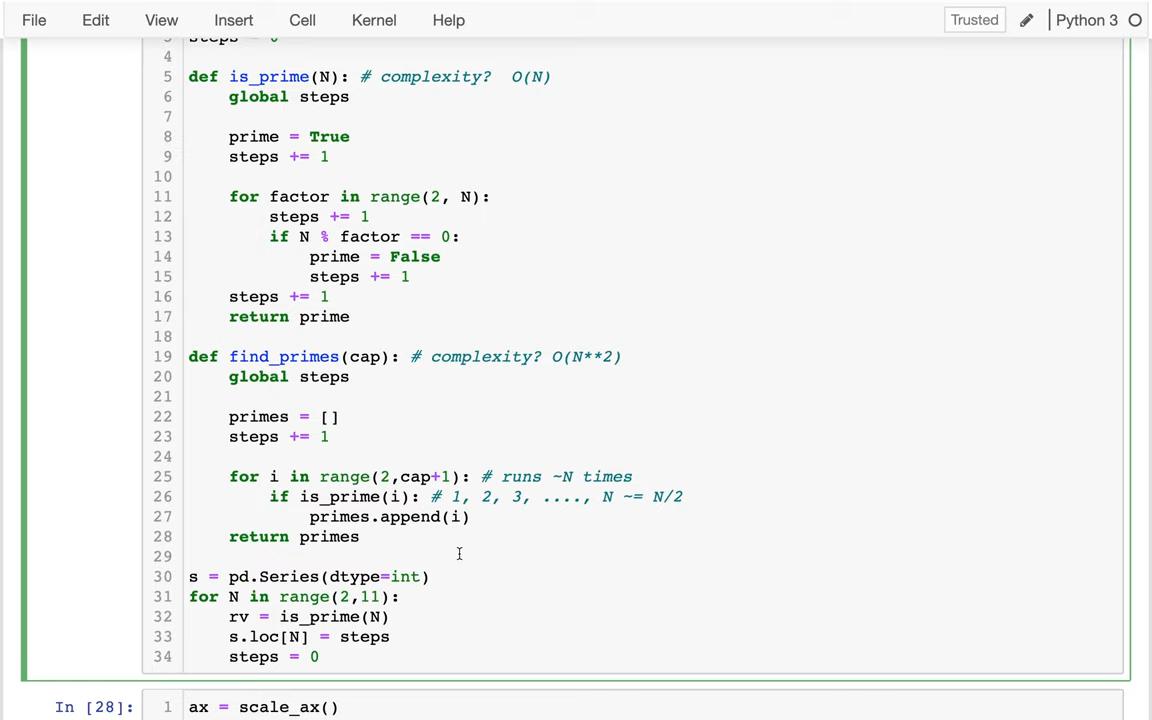 File Edit View Insert Cell Kernel Help Trusted Python 3
3 steps = 0
4
5 def is_prime(N): # complexity?  O(N)
6     global steps
7
8     prime = True
9     steps += 1
10
11     for factor in range(2, N):
12         steps += 1
13         if N % factor == 0:
14             prime = False
15             steps += 1
16     steps += 1
17     return prime
18
19 def find_primes(cap): # complexity? O(N**2)
20     global steps
21
22     primes = []
23     steps += 1
24
25     for i in range(2,cap+1): # runs ~N times
26         if is_prime(i): # 1, 2, 3, ...., N ~= N/2
27             primes.append(i)
28     return primes
29
30 s = pd.Series(dtype=int)
31 for N in range(2,11):
32     rv = is_prime(N)
33     s.loc[N] = steps
34     steps = 0
In [28]: 1 ax = scale_ax()